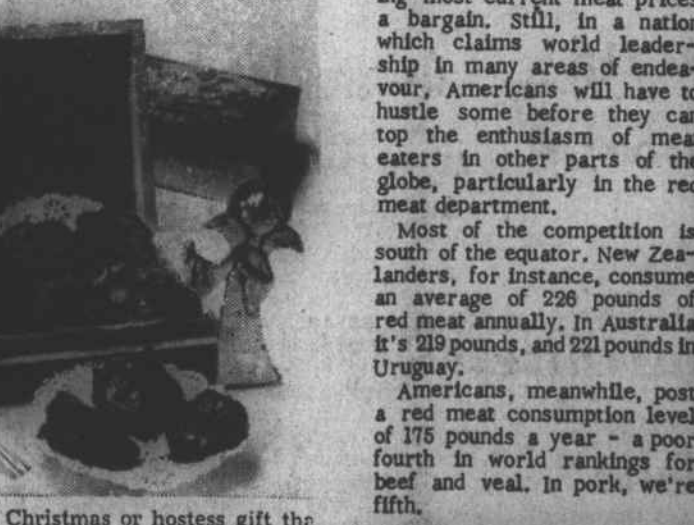 big most current meat prices
a bargain. Still, in a nation
which claims world leader-
ship in many areas of endea-
vour, Americans will have to
hustle some before they can
top the enthusiasm of meat
eaters in other parts of the
globe, particularly in the red
meat department.
Most of the competition is
south of the equator. New Zea-
landers, for instance, consume
an average of 226 pounds of
red meat annually. In Australia
it's 219 pounds, and 221 pounds in
Uruguay.
Americans, meanwhile, post
a red meat consumption level
of 175 pounds a year - a poor
fourth in world rankings for
beef and veal. In pork, we're
fifth.
Christmas or hostess gift the